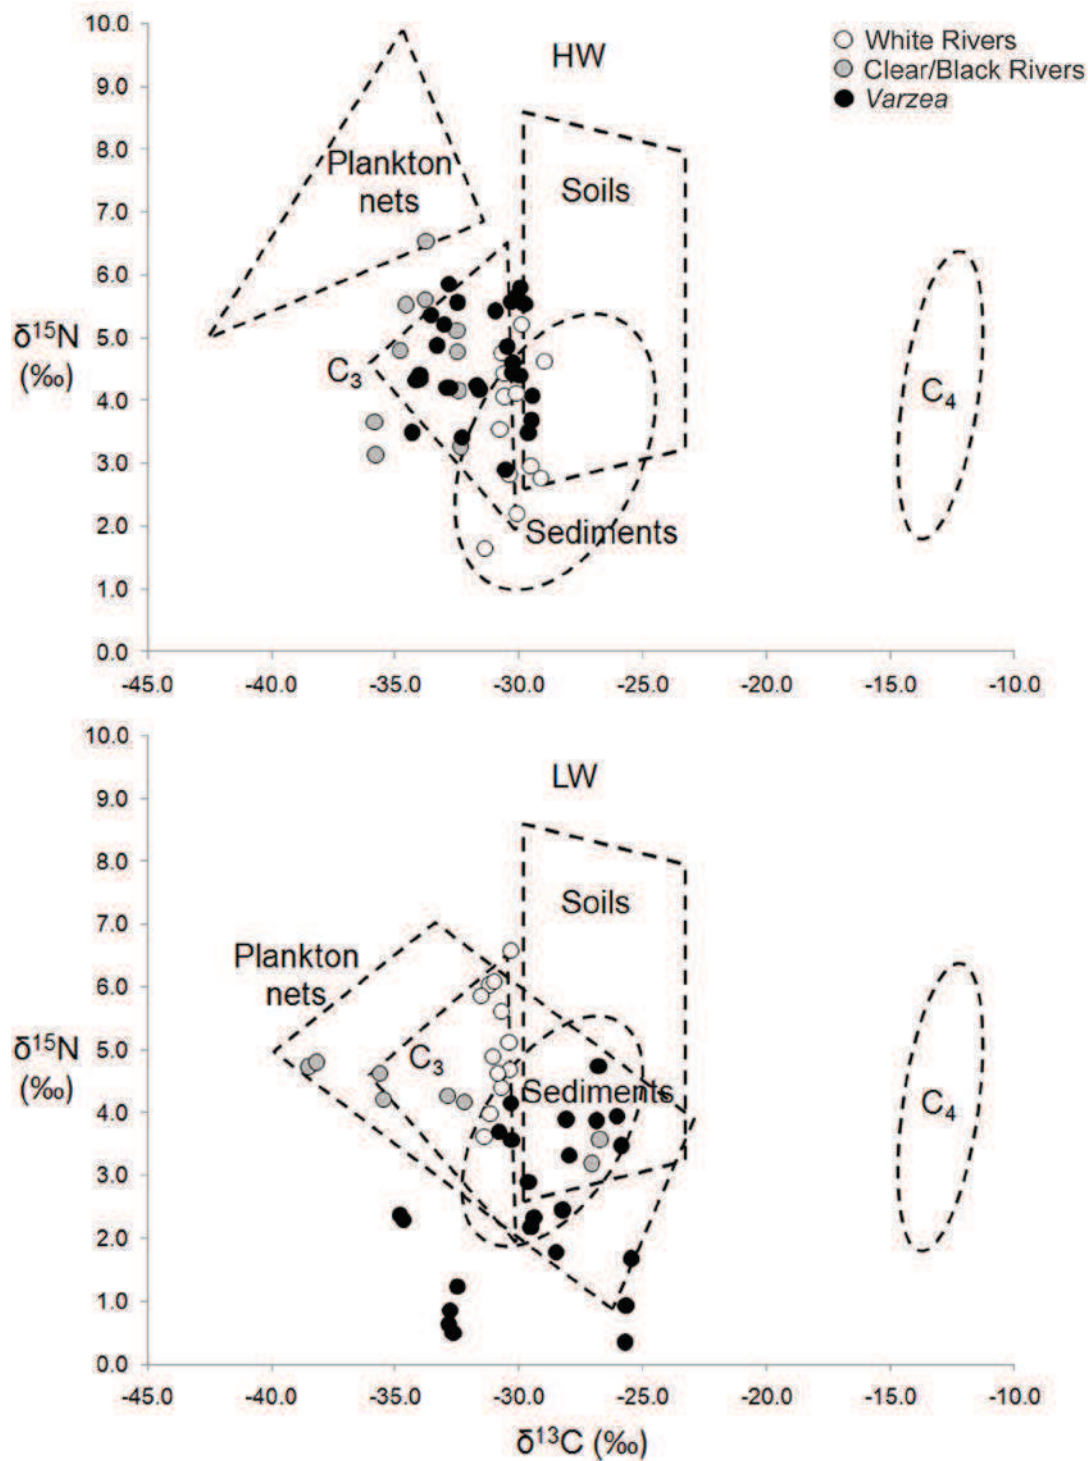 10.0
HW
White Rivers
Clear/Black Rivers
Varzea
9.0
8.0
Plankton
nets
Soils
7.0
6.0
δ¹⁵N
(‰)
5.0
C₃
C₄
4.0
3.0
Sediments
2.0
1.0
0.0
-45.0 -40.0 -35.0 -30.0 -25.0 -20.0 -15.0 -10.0
10.0
LW
9.0
8.0
Soils
7.0
Plankton
nets
6.0
δ¹⁵N
(‰)
5.0
C₃
Sediments
C₄
4.0
3.0
2.0
1.0
0.0
-45.0 -40.0 -35.0 -30.0 -25.0 -20.0 -15.0 -10.0
δ¹³C (‰)